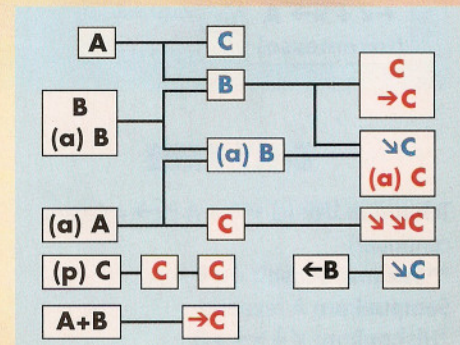 A C
B
C
→C
B
(a) B
(a) B
↘C
(a) C
(a) A C ↘↘C
(p) C C C ←B ↘C
A+B →C